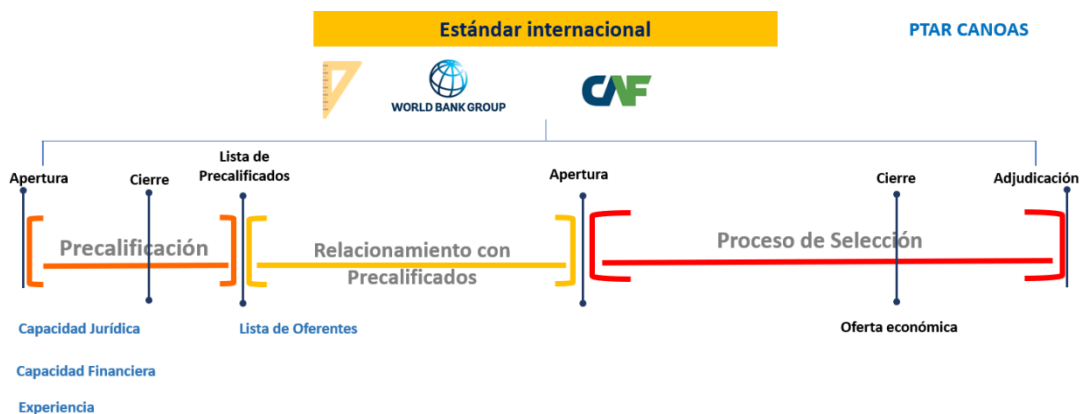 Estándar internacional
PTAR CANOAS
WORLD BANK GROUP
CAF
Apertura
Cierre
Lista de
Precalificados
Apertura
Cierre
Adjudicación
Precalificación
Relacionamiento con
Precalificados
Proceso de Selección
Capacidad Jurídica
Lista de Oferentes
Oferta económica
Capacidad Financiera
Experiencia